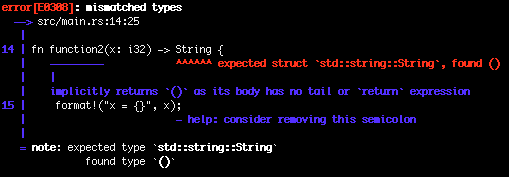 error[E0308]: mismatched types
--> src/main.rs:14:25
|
14 | fn function2(x: i32) -> String {
| --------- ^^^^^^ expected struct `std::string::String`, found ()
| |
| implicitly returns `()` as its body has no tail or `return` expression
15 | format!("x = {}", x);
| - help: consider removing this semicolon
|
= note: expected type `std::string::String`
found type `()`